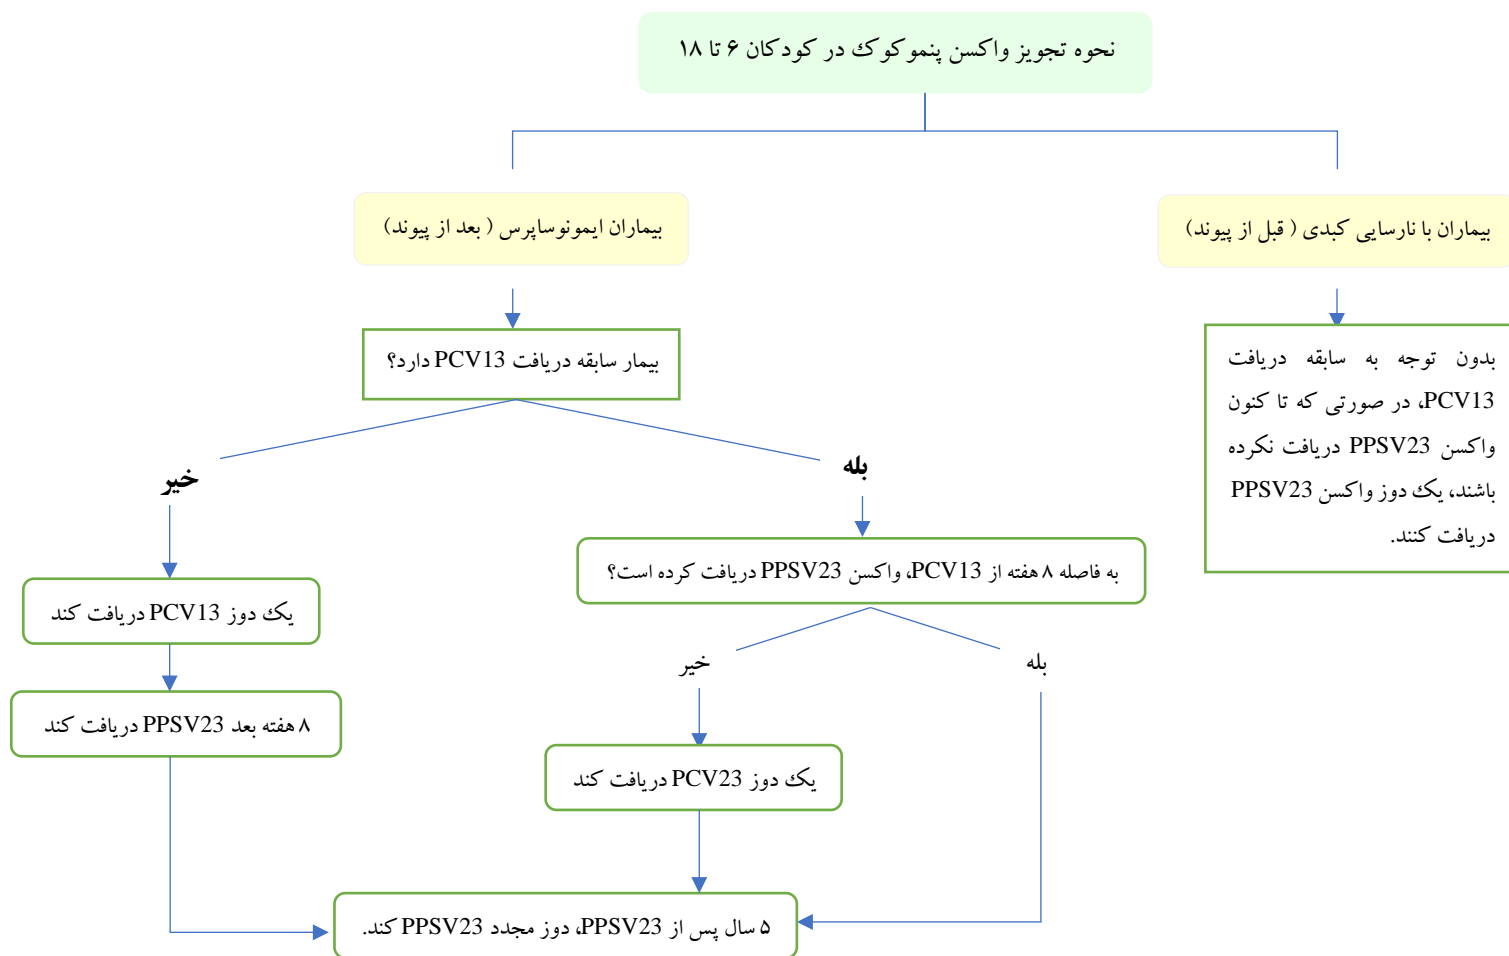 نحوه تجویز واکسن پنموکوک در کودکان ۶ تا ۱۸
بیماران با نارسایی کبدی ( قبل از پیوند)
بیماران ایمونوساپرس ( بعد از پیوند)
بدون توجه به سابقه دریافت
PCV13، در صورتی که تا کنون
واکسن PPSV23 دریافت نکرده
باشند، یک دوز واکسن PPSV23
دریافت کنند.
بیمار سابقه دریافت PCV13 دارد؟
بله
خیر
به فاصله ۸ هفته از PCV13، واکسن PPSV23 دریافت کرده است؟
یک دوز PCV13 دریافت کند
بله
خیر
۸ هفته بعد PPSV23 دریافت کند
یک دوز PCV23 دریافت کند
۵ سال پس از PPSV23، دوز مجدد PPSV23 کند.